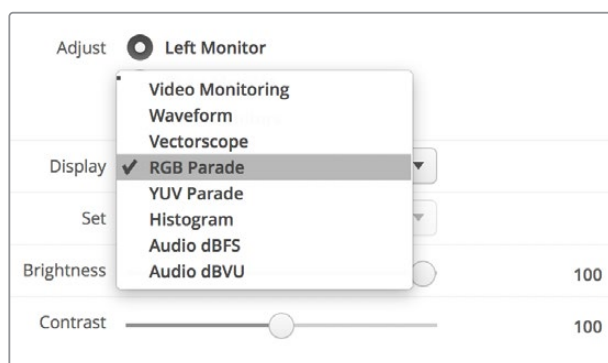 Adjust Left Monitor
Video Monitoring
Waveform
Vectorscope
Display ✔ RGB Parade
YUV Parade
Set Histogram
Audio dBFS
Brightness Audio dBVU 100
Contrast 100